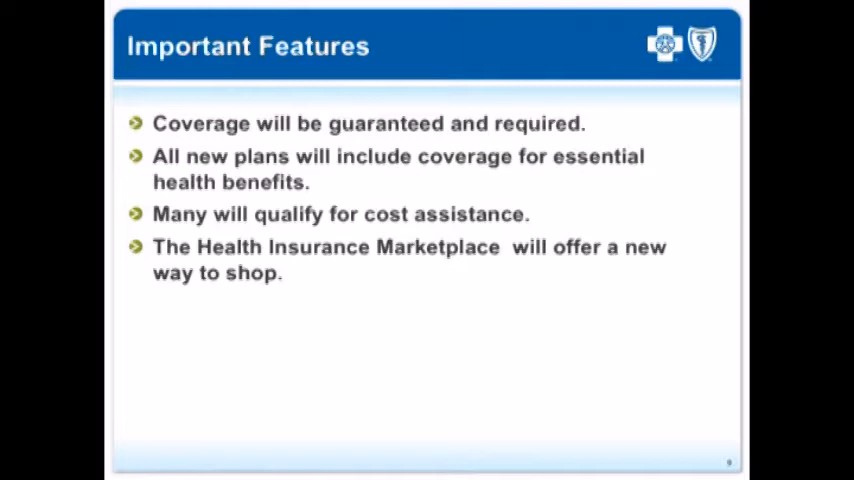 Important Features
Coverage will be guaranteed and required.
All new plans will include coverage for essential
health benefits.
Many will qualify for cost assistance.
The Health Insurance Marketplace  will offer a new
way to shop.
9